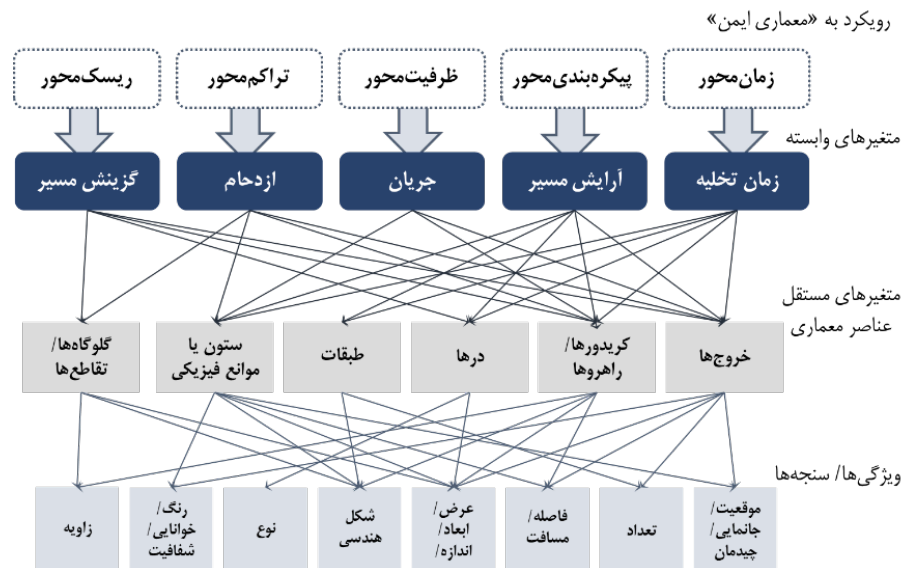 رویکرد به «معماری ایمن»
زمان‌محور
پیکره‌بندی‌محور
ظرفیت‌محور
تراکم‌محور
ریسک‌محور
متغیرهای وابسته
زمان تخلیه
آرایش مسیر
جریان
ازدحام
گزینش مسیر
متغیرهای مستقل
عناصر معماری
خروج‌ها
کریدورها/
راهروها
درها
طبقات
ستون یا
موانع فیزیکی
گلوگاه‌ها/
تقاطع‌ها
ویژگی‌ها/ سنجه‌ها
موقعیت/
جانمایی/
چیدمان
تعداد
فاصله/
مسافت
عرض/
ابعاد/
اندازه/
شکل
هندسی
نوع
رنگ/
خوانایی/
شفافیت
زاویه